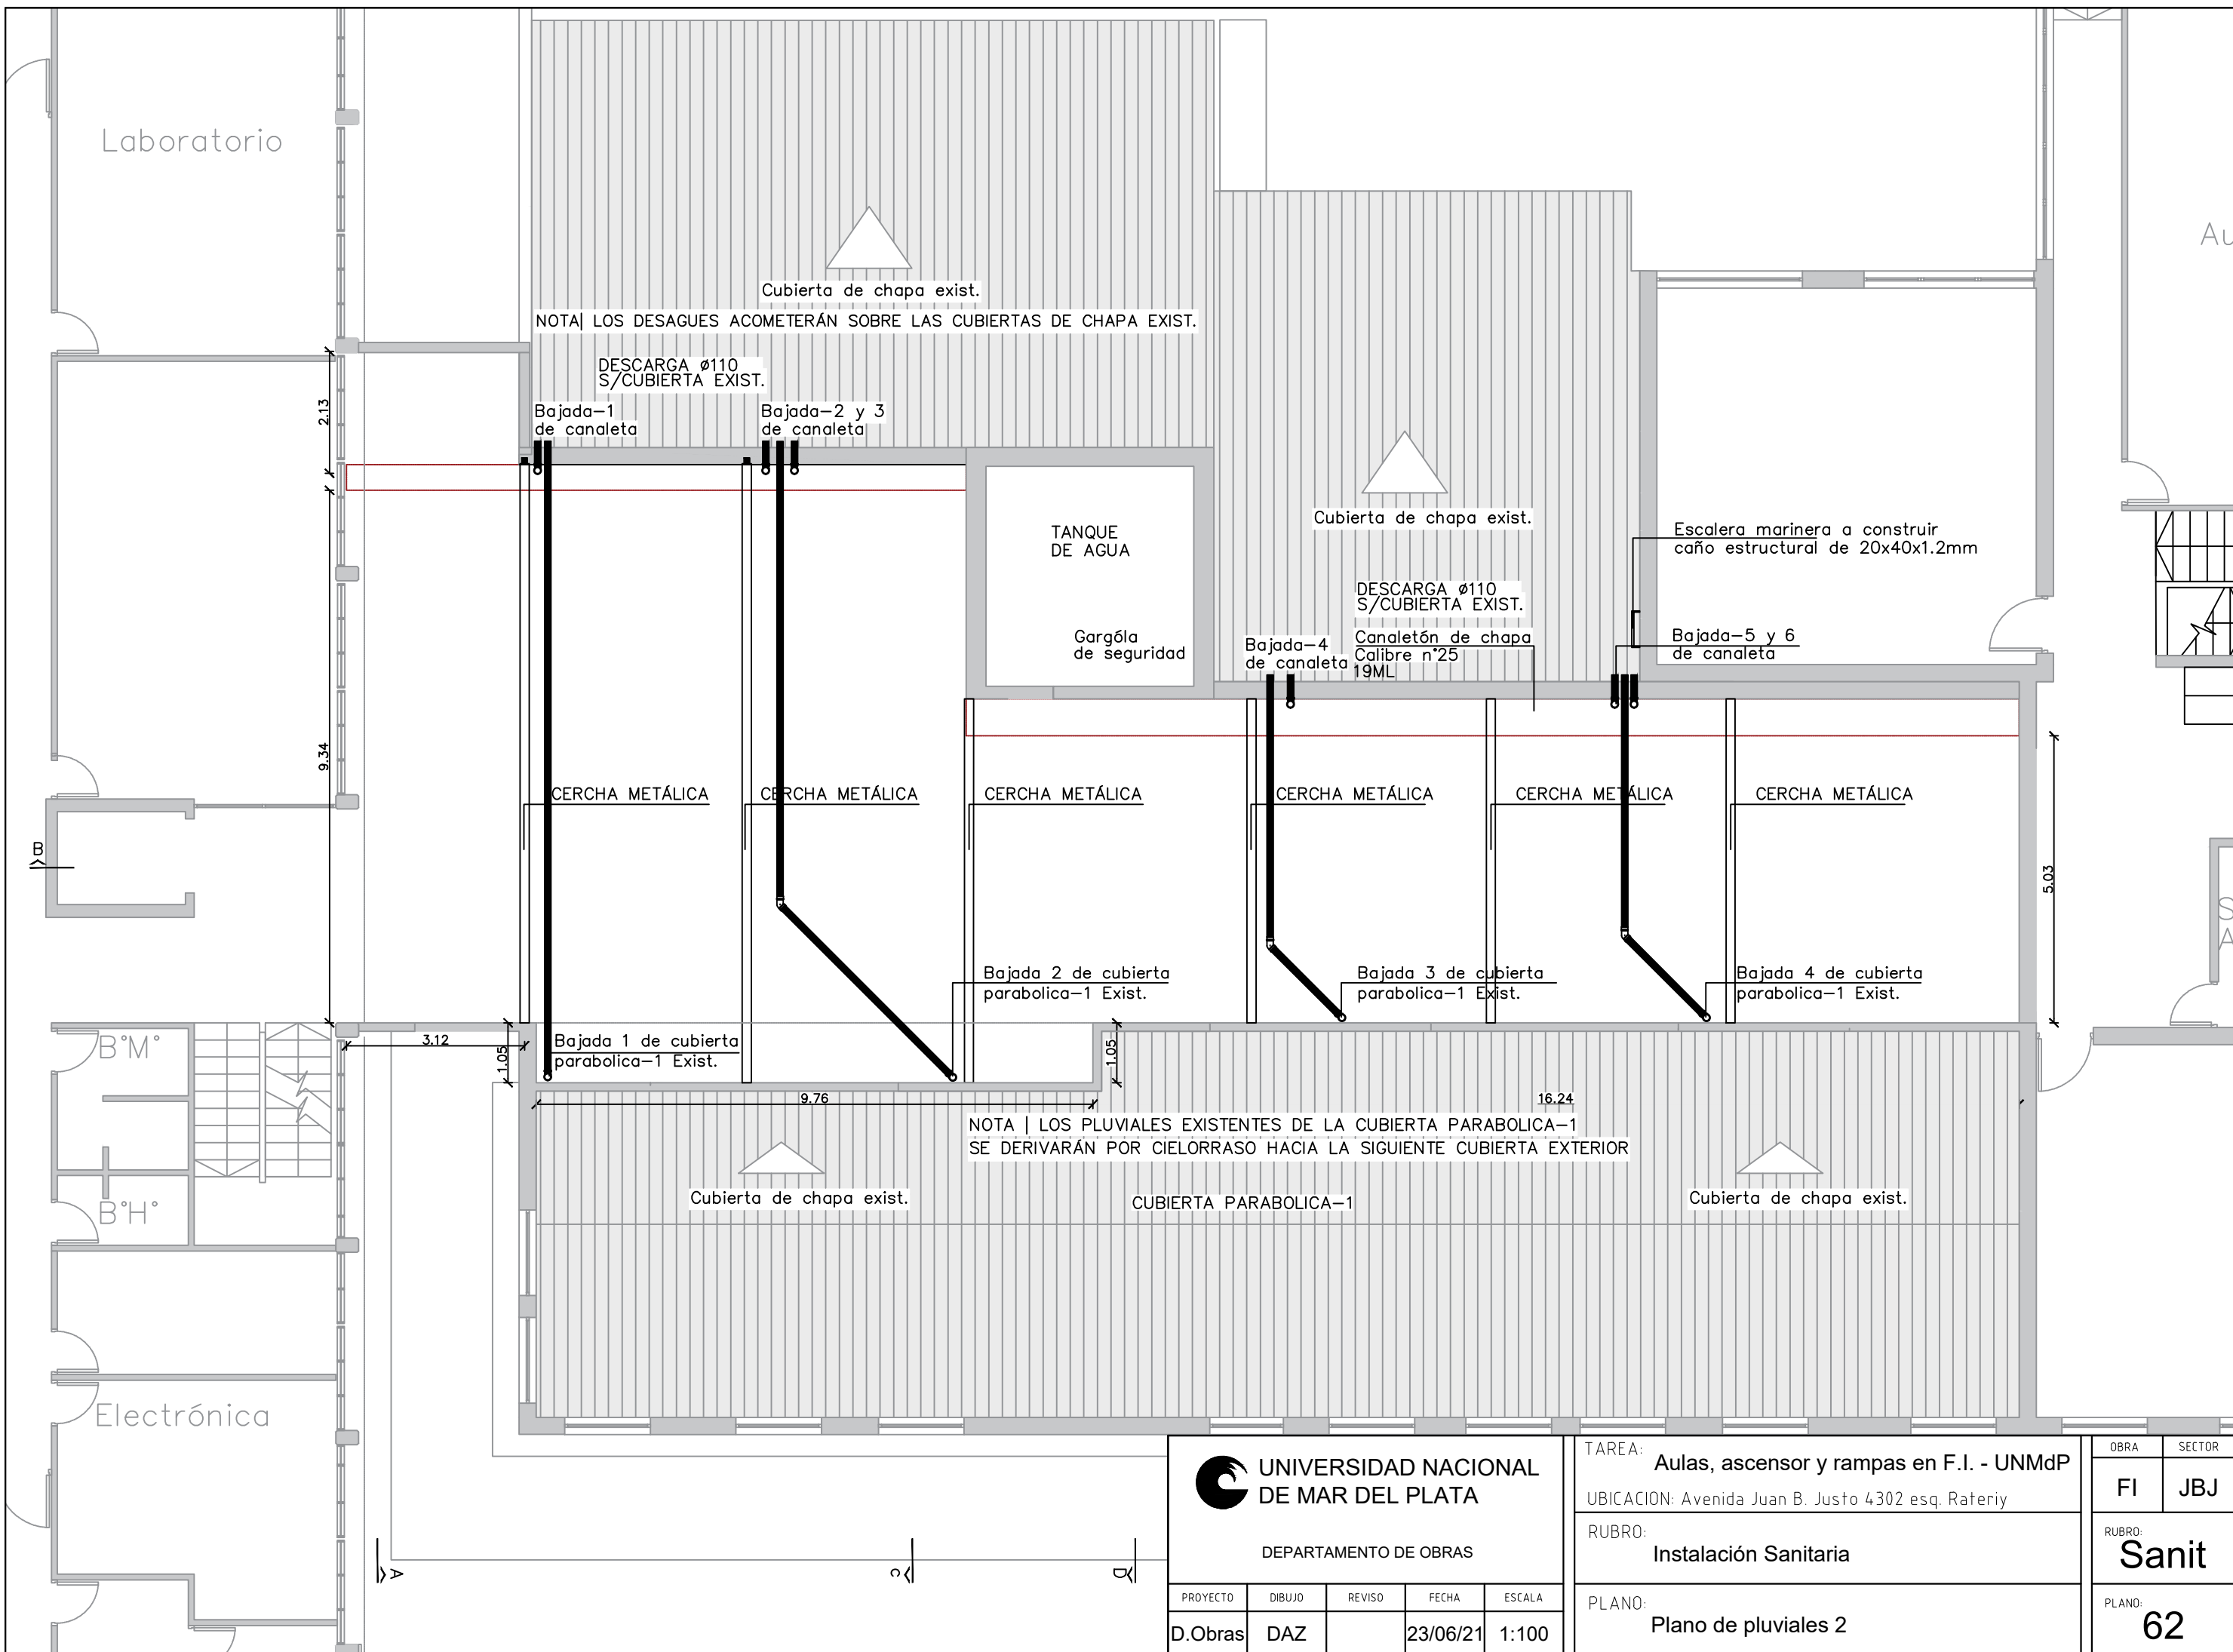 Laboratorio
Au
Cubierta de chapa exist.
NOTA| LOS DESAGUES ACOMETERÁN SOBRE LAS CUBIERTAS DE CHAPA EXIST.
DESCARGA ø110
S/CUBIERTA EXIST.
Bajada-1
de canaleta
Bajada-2 y 3
de canaleta
2.13
Cubierta de chapa exist.
TANQUE
DE AGUA
Escalera marinera a construir
caño estructural de 20x40x1.2mm
DESCARGA ø110
S/CUBIERTA EXIST.
Gargóla
de seguridad
Bajada-4
de canaleta
Canaletón de chapa
Calibre n°25
19ML
Bajada-5 y 6
de canaleta
9.34
CERCHA METÁLICA
CERCHA METÁLICA
CERCHA METÁLICA
CERCHA METÁLICA
CERCHA METÁLICA
CERCHA METÁLICA
B
5.03
S
A
Bajada 2 de cubierta
parabolica-1 Exist.
Bajada 3 de cubierta
parabolica-1 Exist.
Bajada 4 de cubierta
parabolica-1 Exist.
B°M°
3.12
1.05
Bajada 1 de cubierta
parabolica-1 Exist.
1.05
9.76
16.24
NOTA | LOS PLUVIALES EXISTENTES DE LA CUBIERTA PARABOLICA-1
SE DERIVARÁN POR CIELORRASO HACIA LA SIGUIENTE CUBIERTA EXTERIOR
B°H°
Cubierta de chapa exist.
CUBIERTA PARABOLICA-1
Cubierta de chapa exist.
Electrónica
A
C
D
UNIVERSIDAD NACIONAL
DE MAR DEL PLATA
DEPARTAMENTO DE OBRAS
PROYECTO DIBUJO REVISO FECHA ESCALA
D.Obras DAZ 23/06/21 1:100
TAREA: Aulas, ascensor y rampas en F.I. - UNMdP
UBICACION: Avenida Juan B. Justo 4302 esq. Rateriy
RUBRO:
Instalación Sanitaria
PLANO:
Plano de pluviales 2
OBRA SECTOR
FI JBJ
RUBRO:
Sanit
PLANO:
62